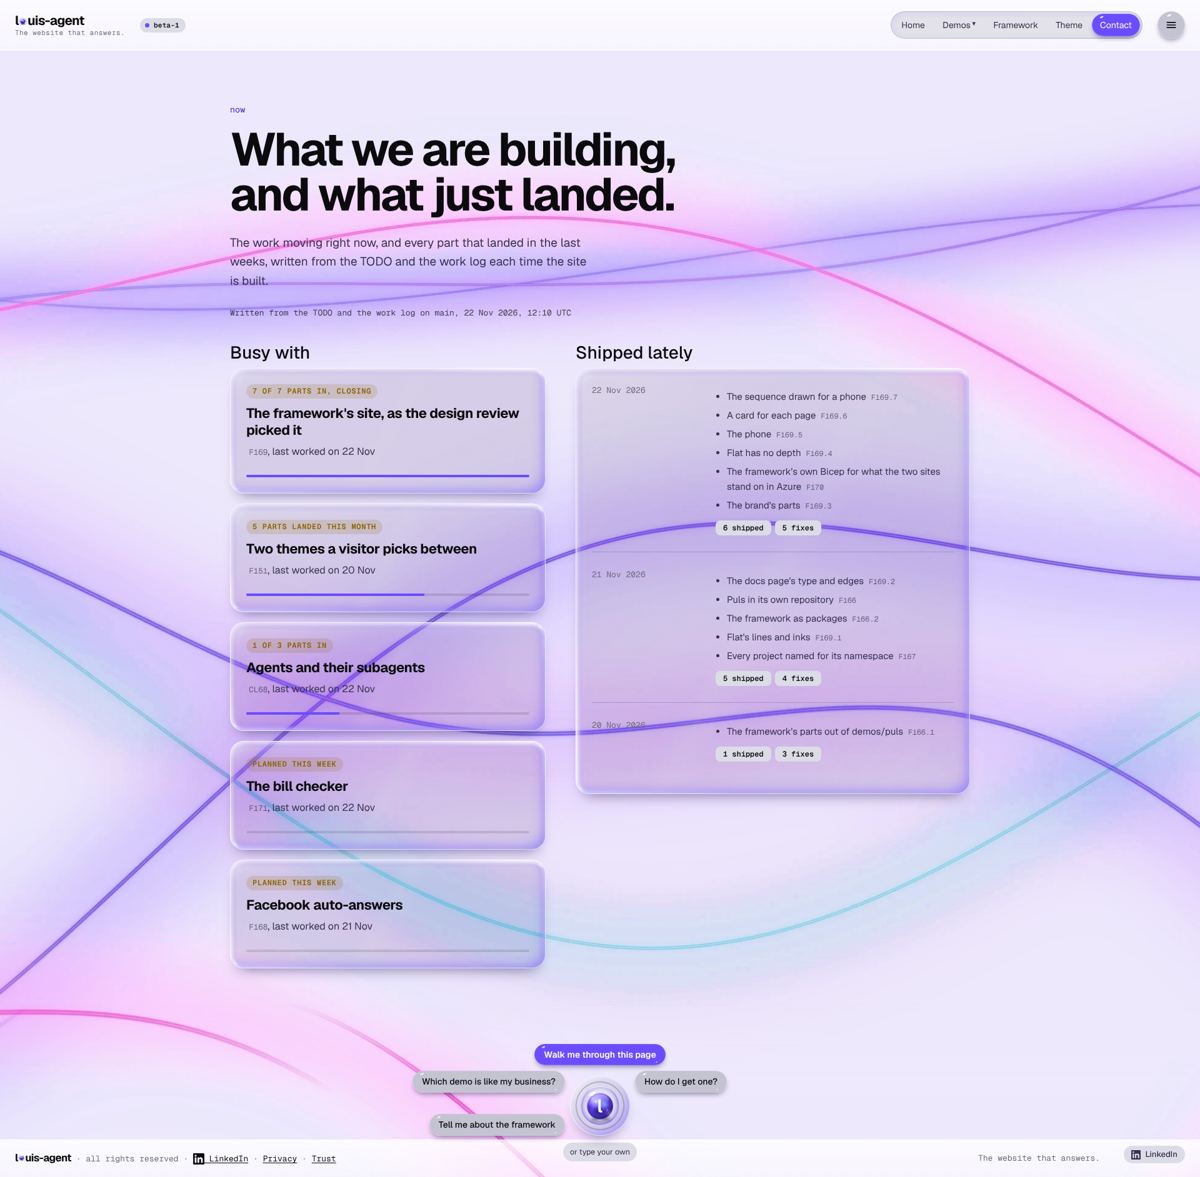 louis-agent
The website that answers.
beta-1
Home
Demos
Framework
Theme
Contact
now
What we are building,
and what just landed.
The work moving right now, and every part that landed in the last
weeks, written from the TODO and the work log each time the site
is built.
Written from the TODO and the work log on main, 22 Nov 2026, 12:10 UTC
Busy with
7 OF 7 PARTS IN, CLOSING
The framework's site, as the design review
picked it
F169, last worked on 22 Nov
5 PARTS LANDED THIS MONTH
Two themes a visitor picks between
F151, last worked on 20 Nov
1 OF 3 PARTS IN
Agents and their subagents
CL68, last worked on 22 Nov
PLANNED THIS WEEK
The bill checker
F171, last worked on 22 Nov
PLANNED THIS WEEK
Facebook auto-answers
F168, last worked on 21 Nov
Shipped lately
22 Nov 2026
The sequence drawn for a phone F169.7
A card for each page F169.6
The phone F169.5
Flat has no depth F169.4
The framework's own Bicep for what the two sites
stand on in Azure F170
The brand's parts F169.3
6 shipped 5 fixes
21 Nov 2026
The docs page's type and edges F169.2
Puls in its own repository F166
The framework as packages F166.2
Flat's lines and inks F169.1
Every project named for its namespace F167
5 shipped 4 fixes
20 Nov 2026
The framework's parts out of demos/puls F166.1
1 shipped 3 fixes
Walk me through this page
Which demo is like my business?
How do I get one?
Tell me about the framework
l
or type your own
louis-agent · all rights reserved · LinkedIn · Privacy · Trust
The website that answers.
LinkedIn